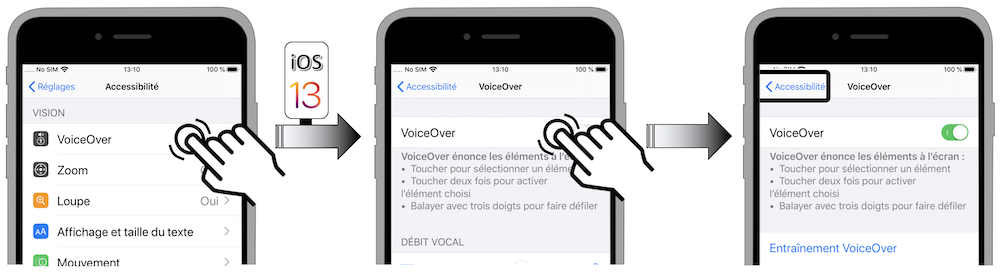 .... No SIM 13:10 100 %
Réglages Accessibilité
VISION
VoiceOver
Zoom
Loupe Oui
Affichage et taille du texte
Mouvement
iOS
13
.... No SIM 13:10 100 %
Accessibilité VoiceOver
VoiceOver
VoiceOver énonce les éléments à l'écr
• Toucher pour sélectionner un éléme
• Toucher deux fois pour activer
l'élément choisi
• Balayer avec trois doigts pour faire défiler
DÉBIT VOCAL
.... No SIM 13:10 100 %
Accessibilité VoiceOver
VoiceOver
VoiceOver énonce les éléments à l'écran :
• Toucher pour sélectionner un élément
• Toucher deux fois pour activer
l'élément choisi
• Balayer avec trois doigts pour faire défiler
Entraînement VoiceOver